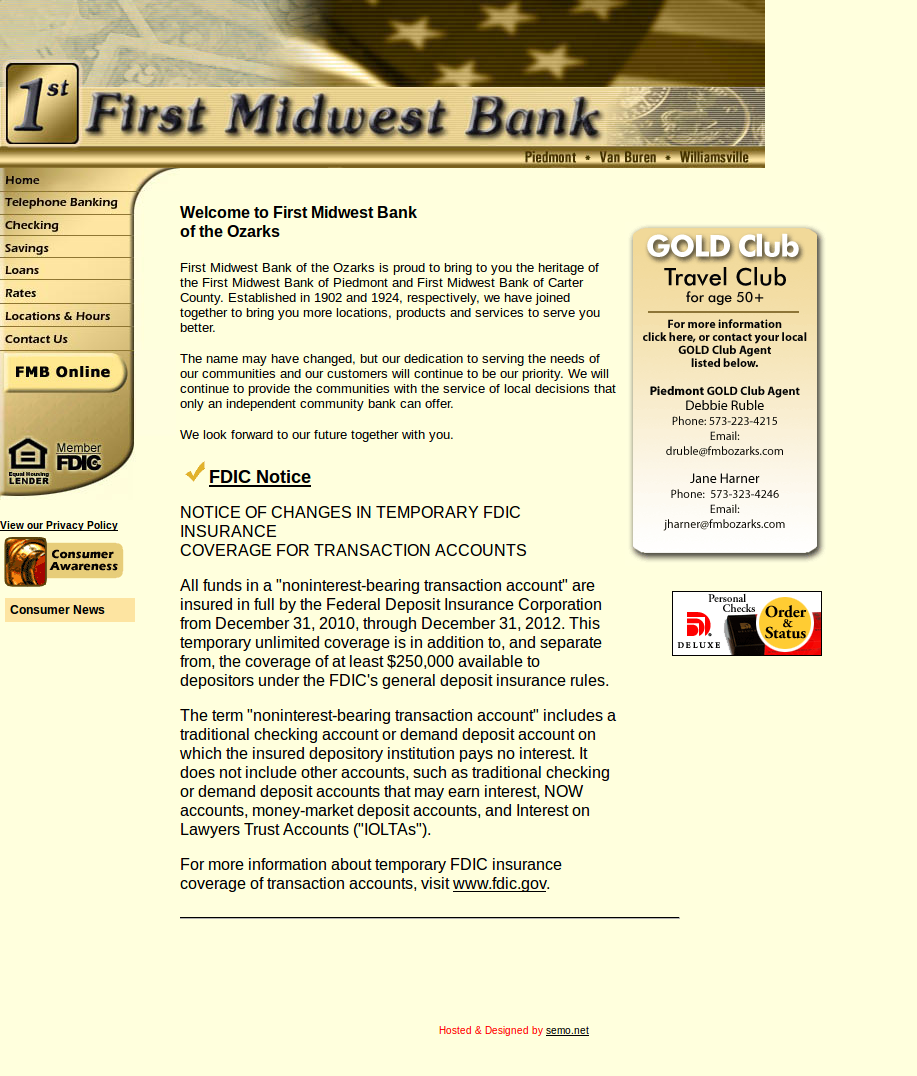 1st First Midwest Bank
Piedmont * Van Buren * Williamsville
Home
Telephone Banking
Checking
Savings
Loans
Rates
Locations & Hours
Contact Us
FMB Online
Equal Housing
LENDER
Member
FDIC
View our Privacy Policy
Consumer
Awareness
Consumer News
Welcome to First Midwest Bank
of the Ozarks
First Midwest Bank of the Ozarks is proud to bring to you the heritage of
the First Midwest Bank of Piedmont and First Midwest Bank of Carter
County. Established in 1902 and 1924, respectively, we have joined
together to bring you more locations, products and services to serve you
better.
The name may have changed, but our dedication to serving the needs of
our communities and our customers will continue to be our priority. We will
continue to provide the communities with the service of local decisions that
only an independent community bank can offer.
We look forward to our future together with you.
FDIC Notice
NOTICE OF CHANGES IN TEMPORARY FDIC
INSURANCE
COVERAGE FOR TRANSACTION ACCOUNTS
All funds in a "noninterest-bearing transaction account" are
insured in full by the Federal Deposit Insurance Corporation
from December 31, 2010, through December 31, 2012. This
temporary unlimited coverage is in addition to, and separate
from, the coverage of at least $250,000 available to
depositors under the FDIC's general deposit insurance rules.
The term "noninterest-bearing transaction account" includes a
traditional checking account or demand deposit account on
which the insured depository institution pays no interest. It
does not include other accounts, such as traditional checking
or demand deposit accounts that may earn interest, NOW
accounts, money-market deposit accounts, and Interest on
Lawyers Trust Accounts ("IOLTAs").
For more information about temporary FDIC insurance
coverage of transaction accounts, visit www.fdic.gov.
GOLD Club
Travel Club
for age 50+
For more information
click here, or contact your local
GOLD Club Agent
listed below.
Piedmont GOLD Club Agent
Debbie Ruble
Phone: 573-223-4215
Email:
druble@fmbozarks.com
Jane Harner
Phone: 573-323-4246
Email:
jharner@fmbozarks.com
Personal
Checks
DELUXE
Order
&
Status
Hosted & Designed by semo.net